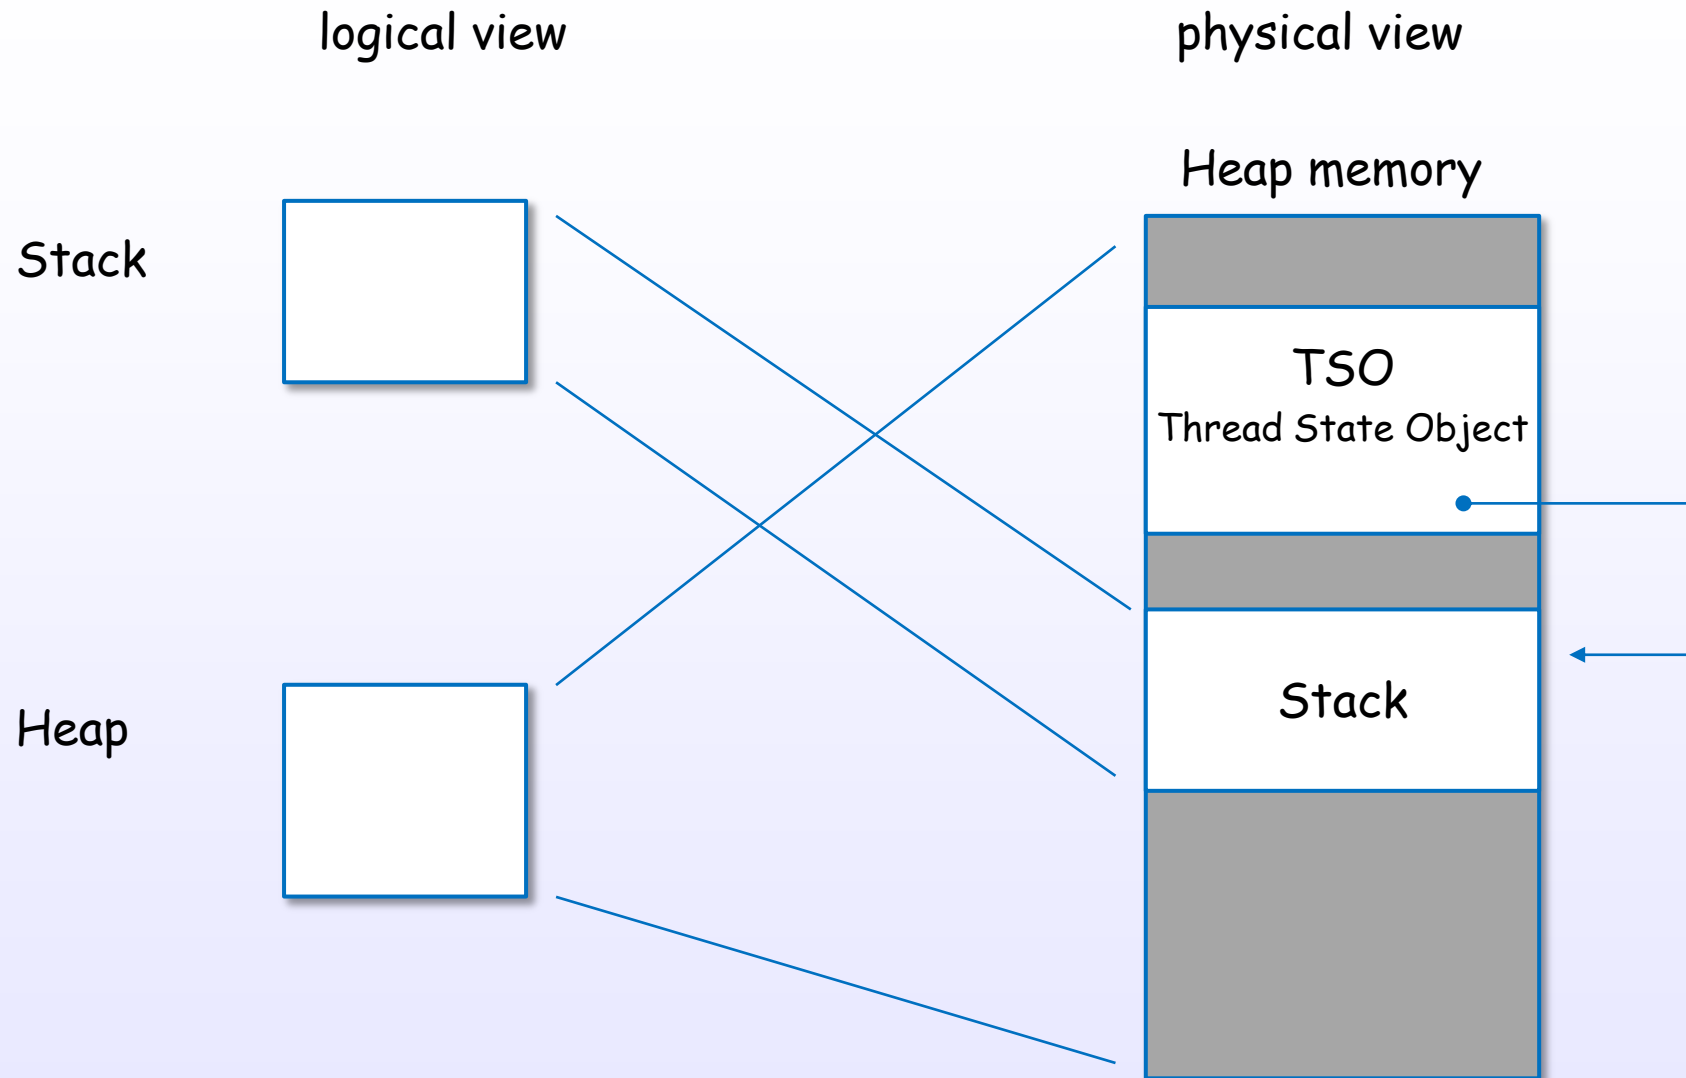 logical view
physical view
Heap memory
Stack
TSO
Thread State Object
Stack
Heap